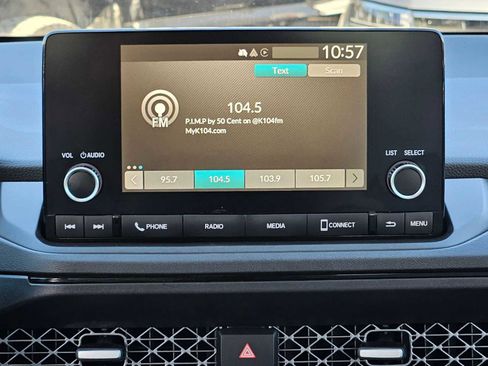 10:57
Text Scan
FM
104.5
P.I.M.P by 50 Cent on @K104fm
MyK104.com
95.7 104.5 103.9 105.7
VOL AUDIO
LIST SELECT
PHONE RADIO MEDIA CONNECT MENU